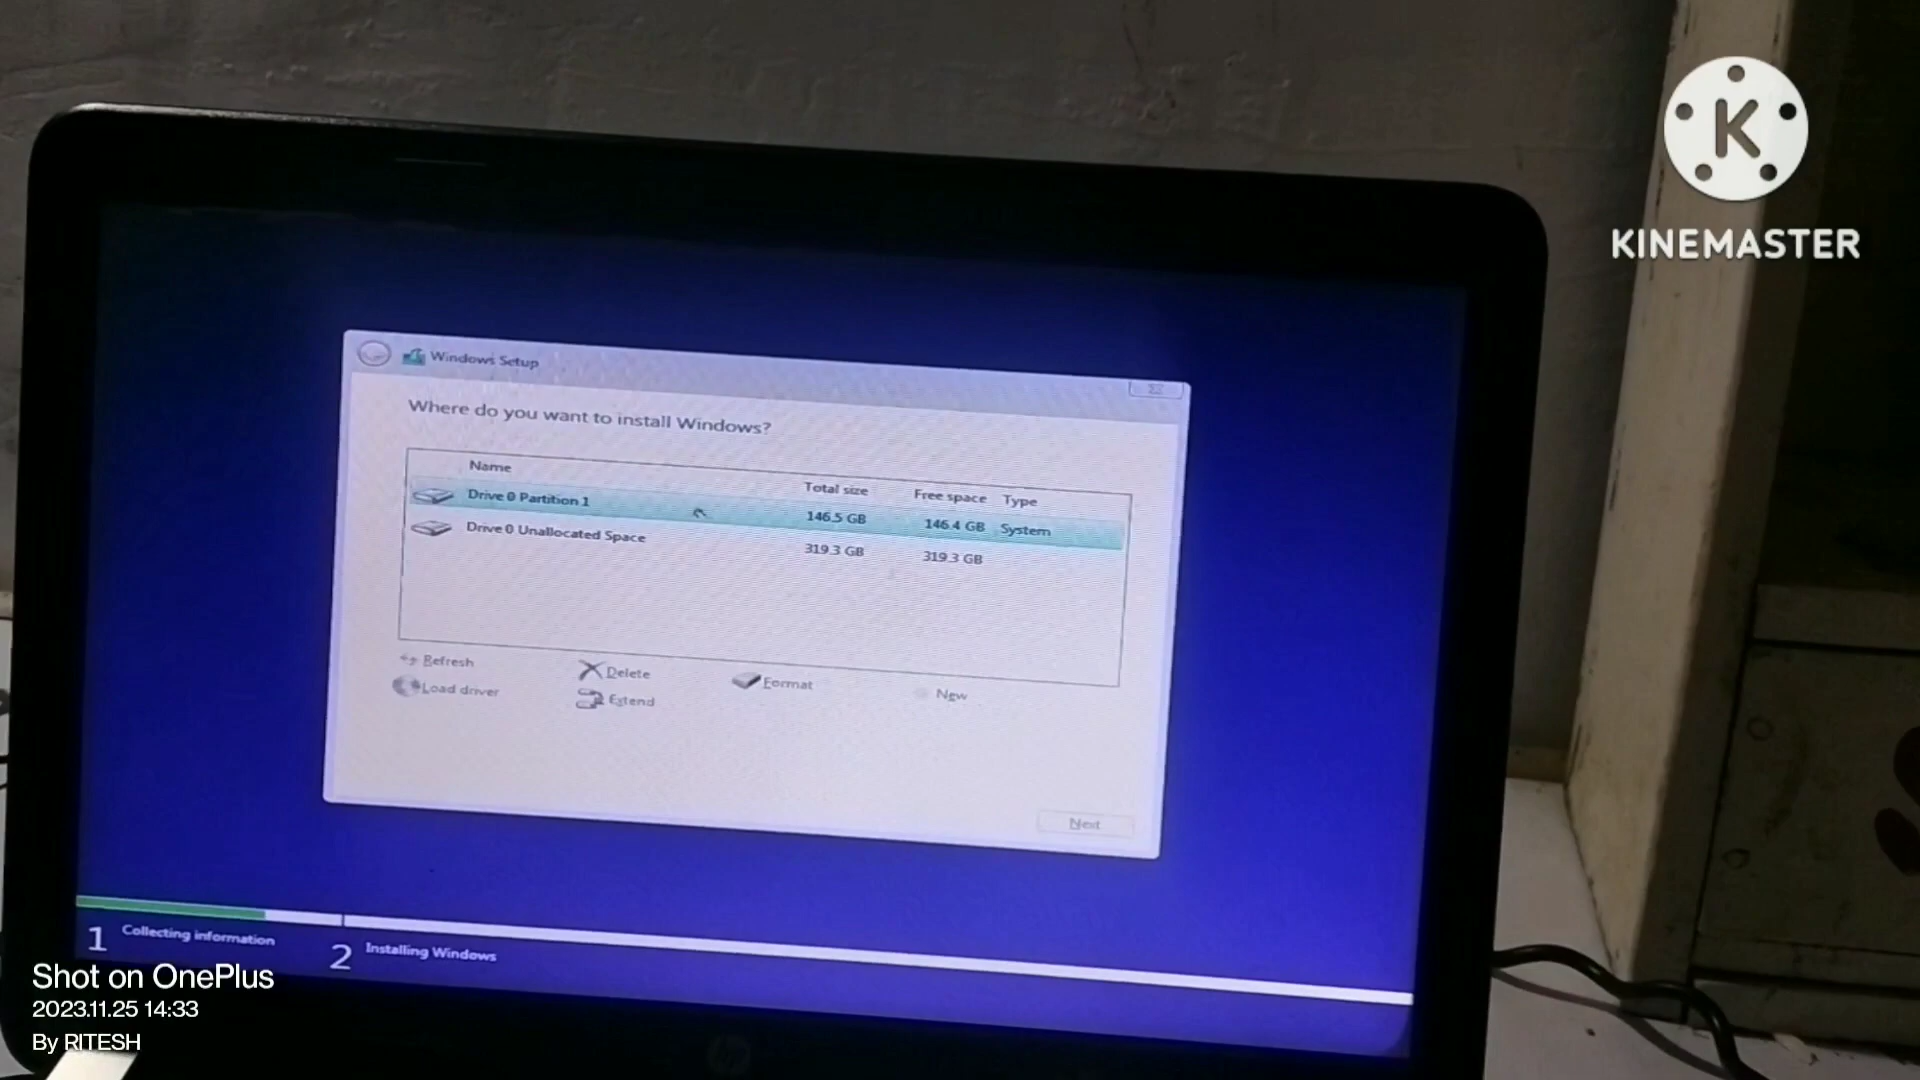 K
KINEMASTER
Windows Setup
Where do you want to install Windows?
Name Total size Free space Type
Drive 0 Partition 1 146.5 GB 146.4 GB System
Drive 0 Unallocated Space 319.3 GB 319.3 GB
Refresh Delete Format New
Load driver Extend
Next
1 Collecting information 2 Installing Windows
Shot on OnePlus
2023.11.25 14:33
By RITESH